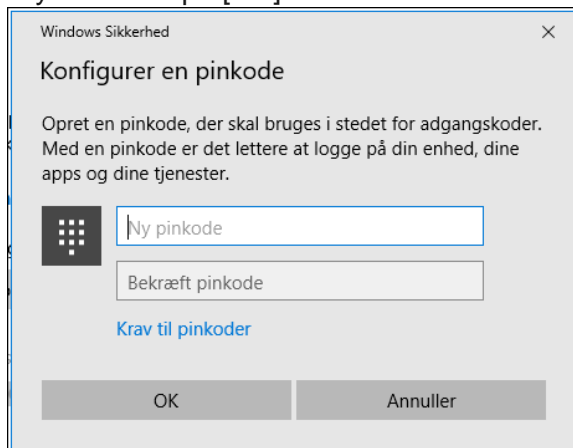 Windows Sikkerhed
Konfigurer en pinkode
Opret en pinkode, der skal bruges i stedet for adgangskoder.
Med en pinkode er det lettere at logge på din enhed, dine
apps og dine tjenester.
Ny pinkode
Bekræft pinkode
Krav til pinkoder
OK
Annuller